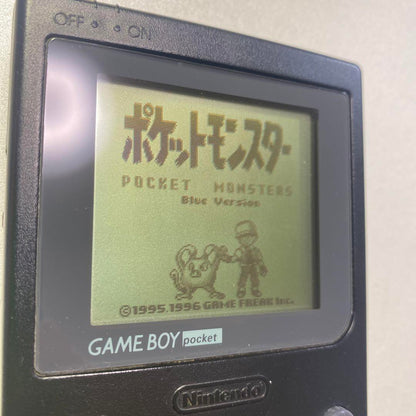 OFF • • ON
ポケットモンスター
POCKET MONSTERS
Blue Version
©1995.1996 GAME FREAK Inc.
GAME BOY pocket
Nintendo